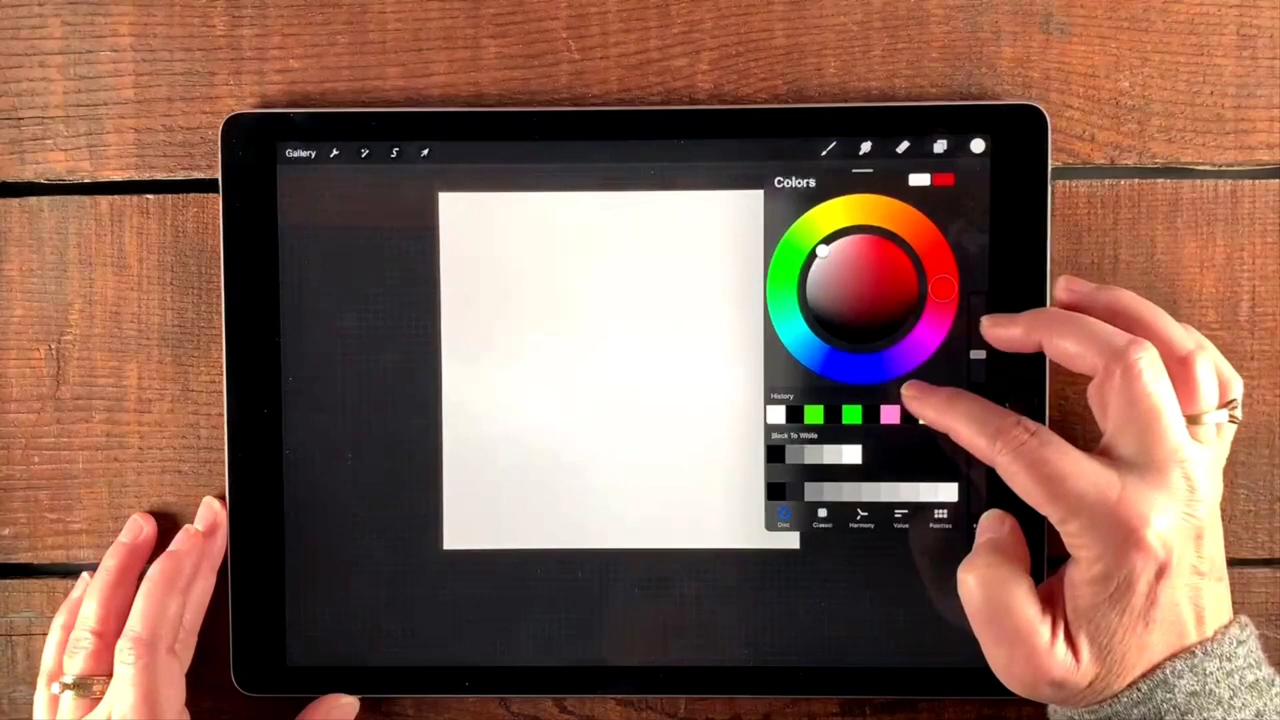 Gallery
Colors
History
Black To White
Disc Classic Harmony Value Palettes